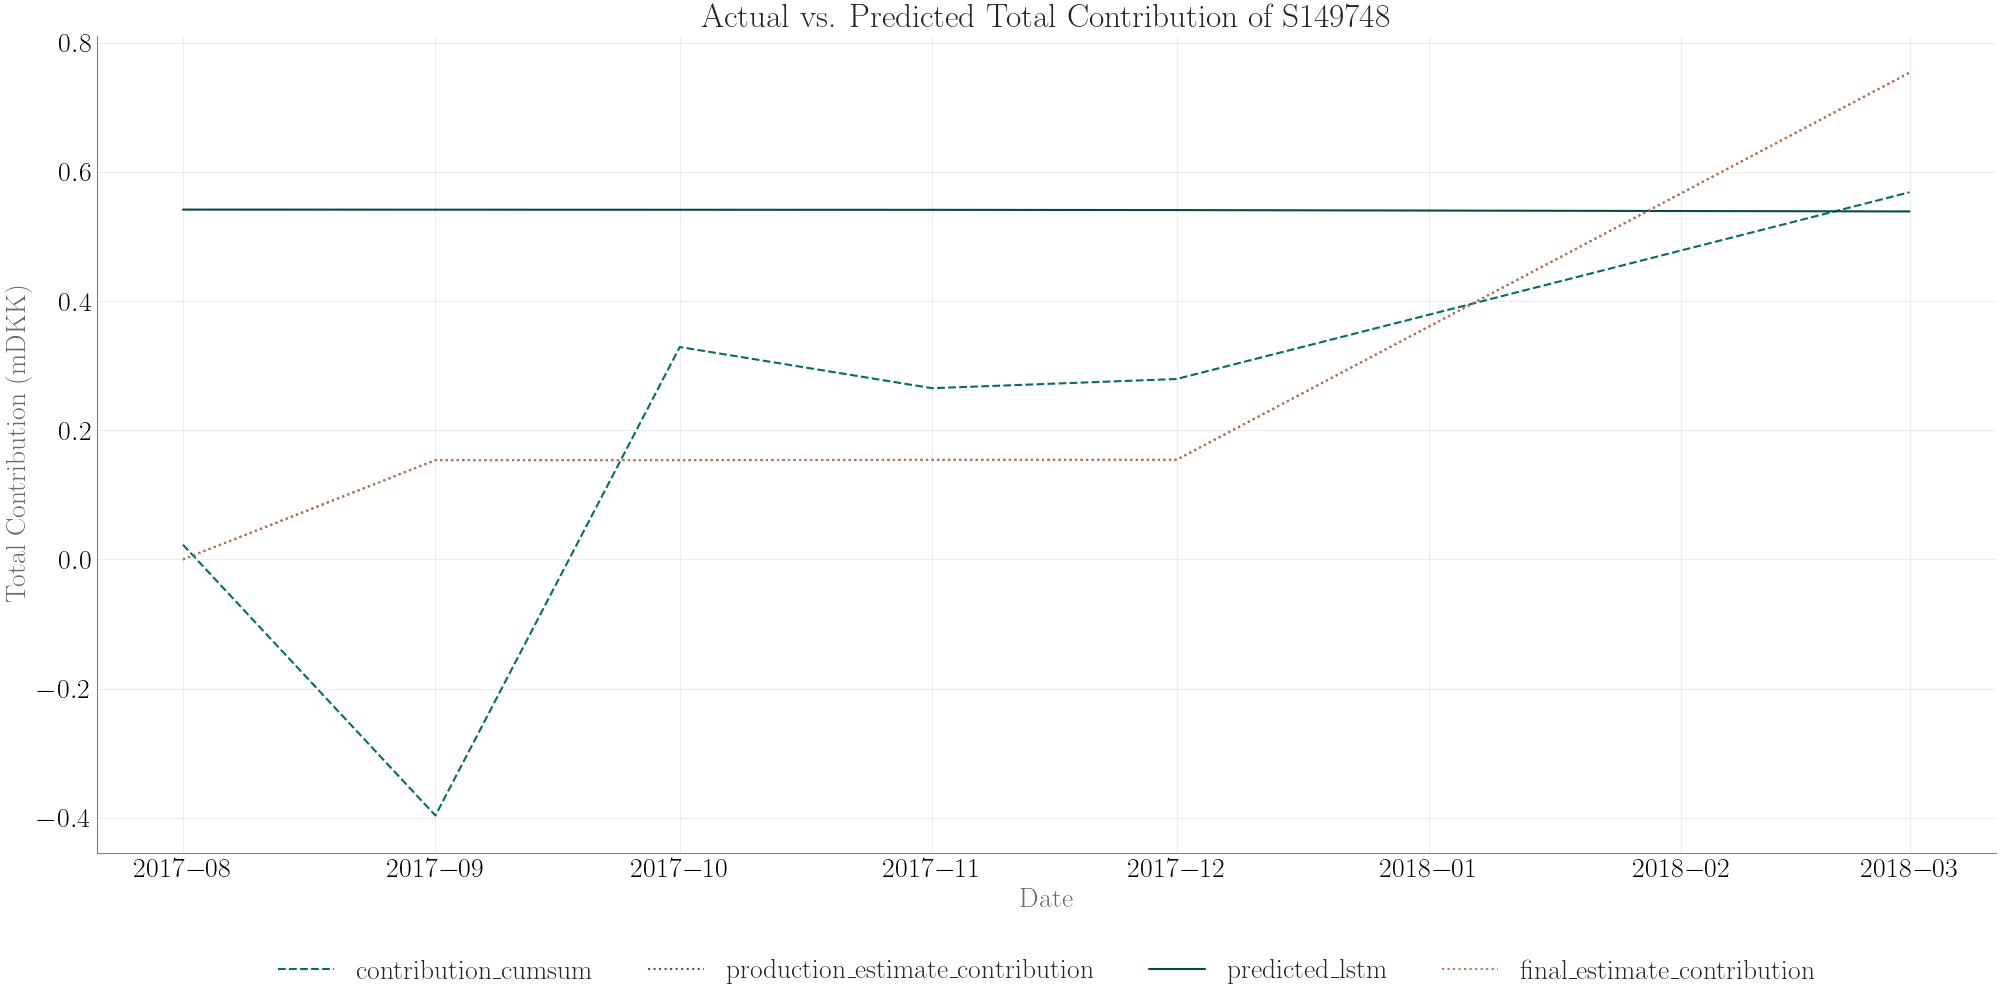 Actual vs. Predicted Total Contribution of S149748
Total Contribution (mDKK)
0.8
0.6
0.4
0.2
0.0
−0.2
−0.4
2017−08 2017−09 2017−10 2017−11 2017−12 2018−01 2018−02 2018−03
Date
contribution_cumsum production_estimate_contribution predicted_lstm final_estimate_contribution